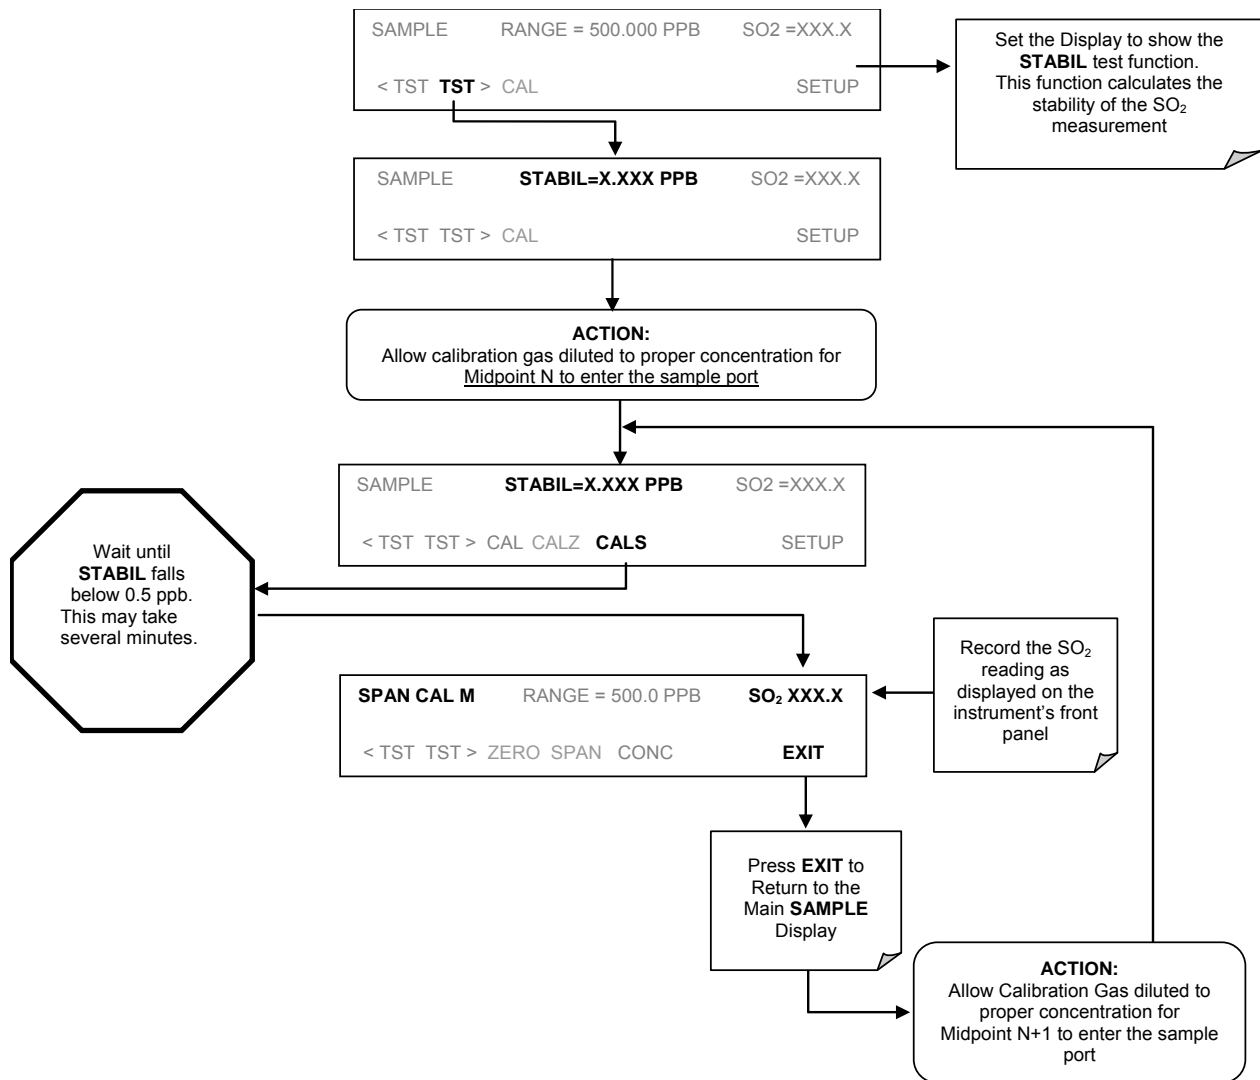 SAMPLE RANGE = 500.000 PPB SO2 =XXX.X
< TST TST > CAL SETUP
Set the Display to show the
STABIL test function.
This function calculates the
stability of the SO₂
measurement
SAMPLE STABIL=X.XXX PPB SO2 =XXX.X
< TST TST > CAL SETUP
ACTION:
Allow calibration gas diluted to proper concentration for
Midpoint N to enter the sample port
SAMPLE STABIL=X.XXX PPB SO2 =XXX.X
< TST TST > CAL CALZ CALS SETUP
Wait until
STABIL falls
below 0.5 ppb.
This may take
several minutes.
SPAN CAL M RANGE = 500.0 PPB SO₂ XXX.X
< TST TST > ZERO SPAN CONC EXIT
Record the SO₂
reading as
displayed on the
instrument’s front
panel
Press EXIT to
Return to the
Main SAMPLE
Display
ACTION:
Allow Calibration Gas diluted to
proper concentration for
Midpoint N+1 to enter the sample
port